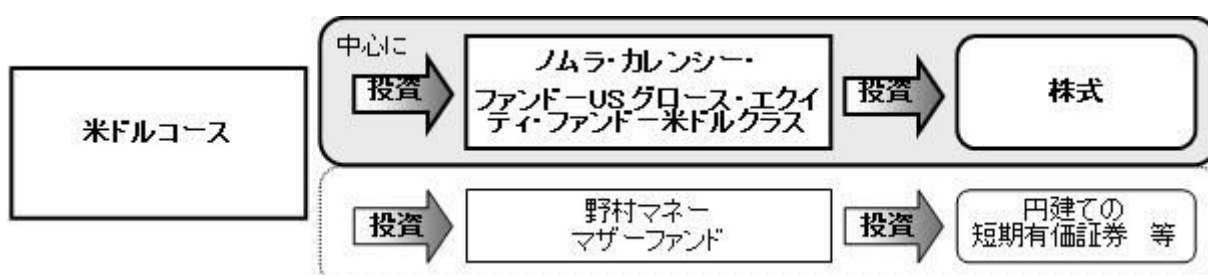 米ドルコース
中心に
投資
ノムラ・カレンシー・
ファンドーUSグロース・エクイ
ティ・ファンドー米ドルクラス
投資
株式
投資
野村マネー
マザーファンド
投資
円建ての
短期有価証券 等